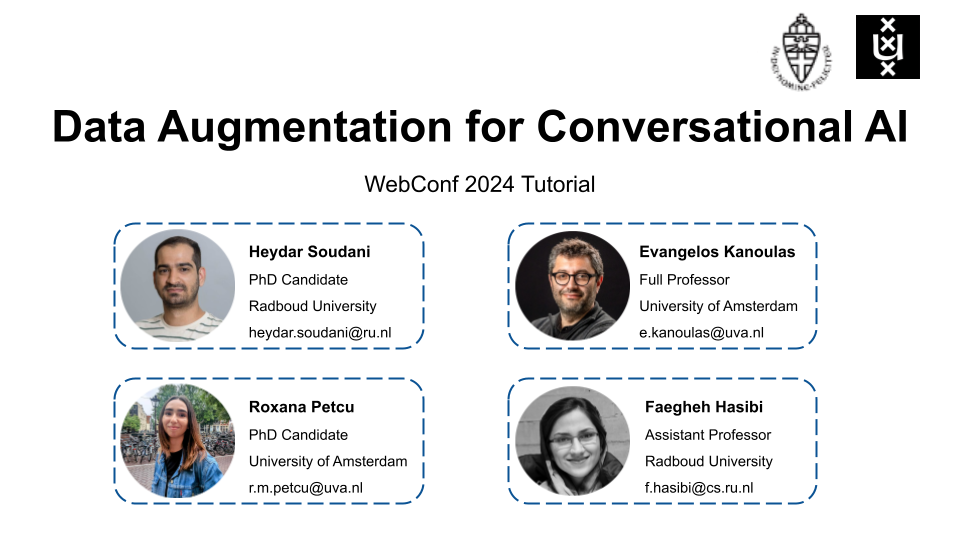 IN·DEI·NOMINE·FELICITER
U
Data Augmentation for Conversational AI
WebConf 2024 Tutorial
Heydar Soudani
PhD Candidate
Radboud University
heydar.soudani@ru.nl
Evangelos Kanoulas
Full Professor
University of Amsterdam
e.kanoulas@uva.nl
Roxana Petcu
PhD Candidate
University of Amsterdam
r.m.petcu@uva.nl
Faegheh Hasibi
Assistant Professor
Radboud University
f.hasibi@cs.ru.nl